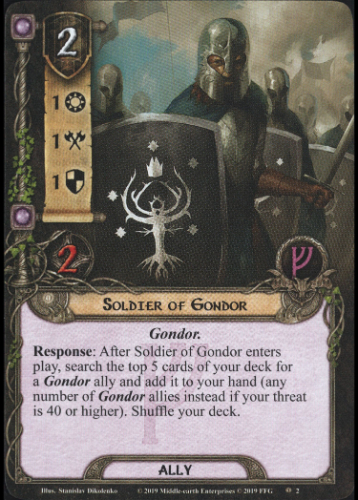 2
1
1
1
2
SOLDIER OF GONDOR
Gondor.
Response: After Soldier of Gondor enters
play, search the top 5 cards of your deck for
a Gondor ally and add it to your hand (any
number of Gondor allies instead if your threat
is 40 or higher). Shuffle your deck.
ALLY
Illus. Stanislav Dikolenko © 2019 Middle-earth Enterprises © 2019 FFG 2